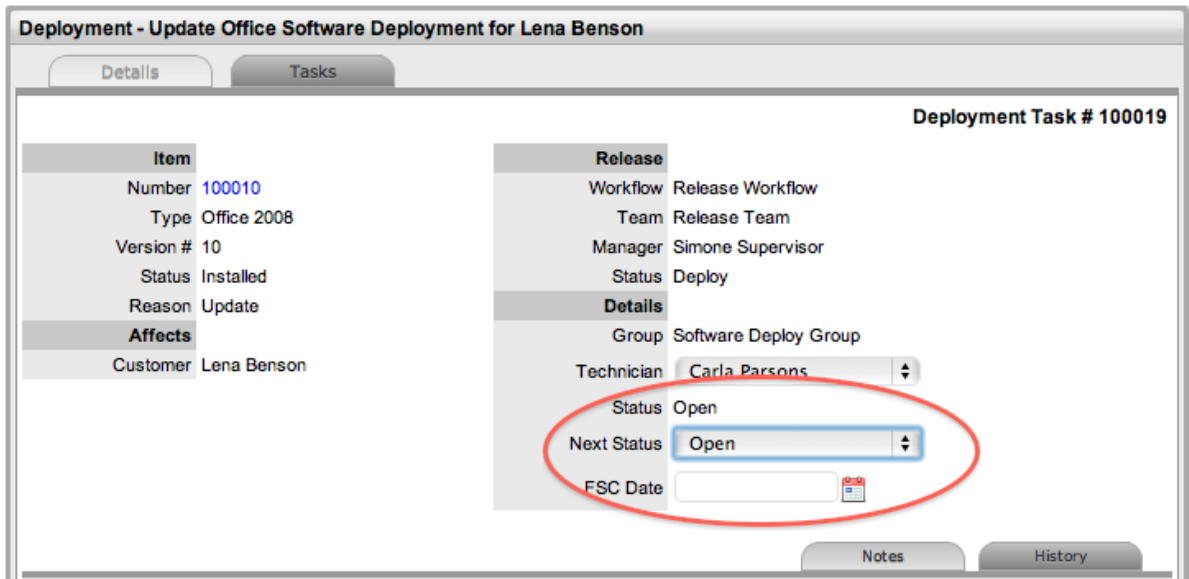 Deployment - Update Office Software Deployment for Lena Benson
Details
Tasks
Deployment Task # 100019
Item
Number 100010
Type Office 2008
Version # 10
Status Installed
Reason Update
Affects
Customer Lena Benson
Release
Workflow Release Workflow
Team Release Team
Manager Simone Supervisor
Status Deploy
Details
Group Software Deploy Group
Technician Carla Parsons
Status Open
Next Status Open
FSC Date
Notes
History